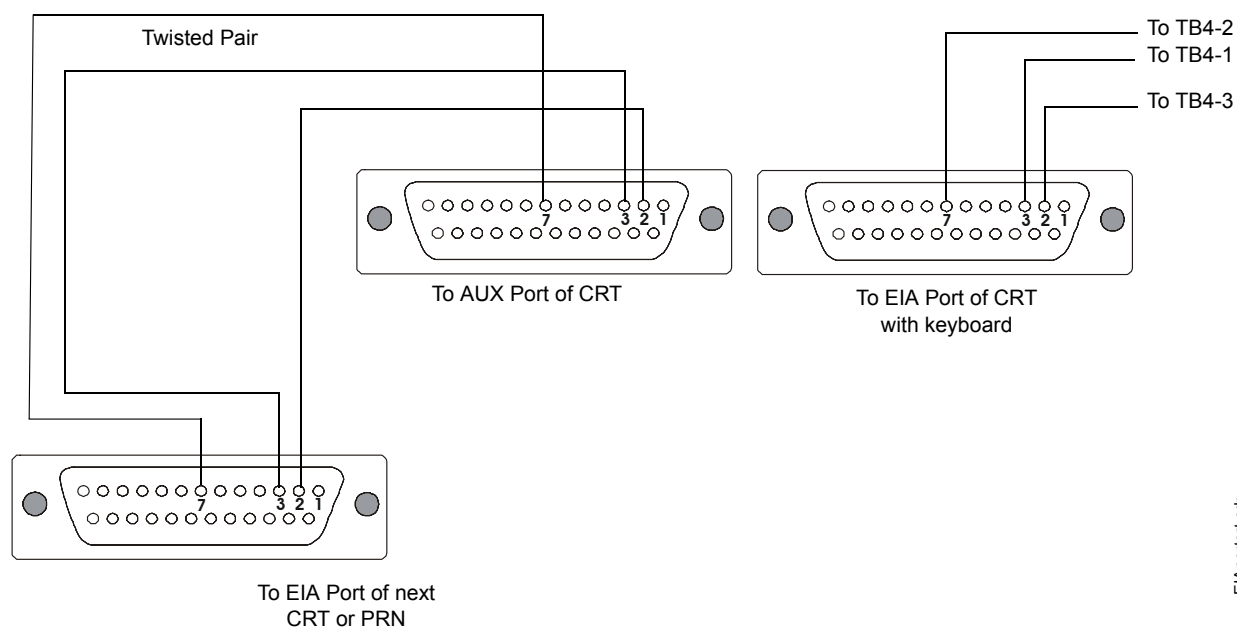 Twisted Pair
To TB4-2
To TB4-1
To TB4-3
7 3 2 1
To AUX Port of CRT
7 3 2 1
To EIA Port of CRT
with keyboard
7 3 2 1
To EIA Port of next
CRT or PRN